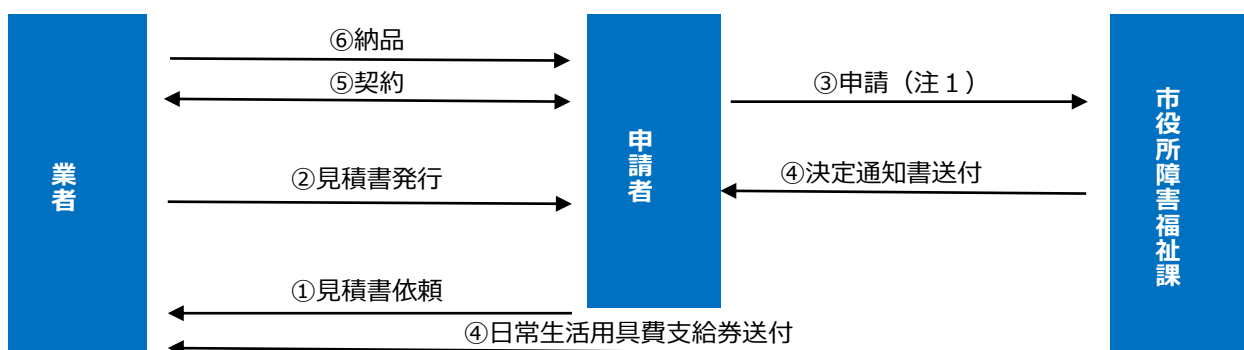 ⑥納品
⑤契約
③申請（注１）
業者
②見積書発行
申請者
④決定通知書送付
市役所障害福祉課
①見積書依頼
④日常生活用具費支給券送付